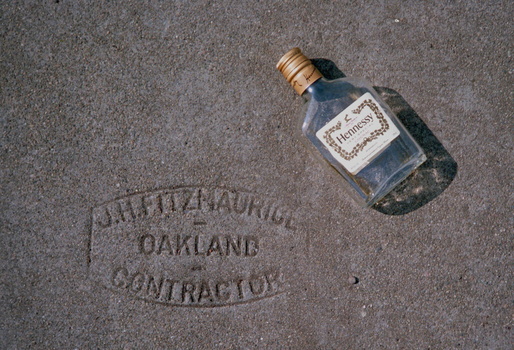 Hennessy
J.H. FITZMAURICE
OAKLAND
CONTRACTOR